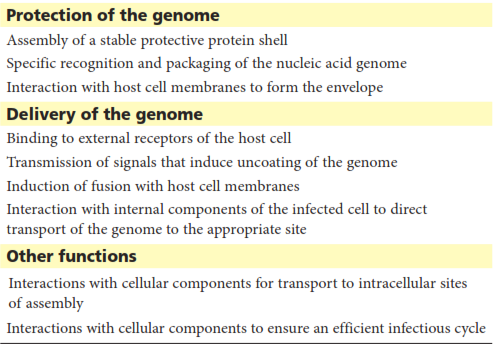 Protection of the genome
Assembly of a stable protective protein shell
Specific recognition and packaging of the nucleic acid genome
Interaction with host cell membranes to form the envelope
Delivery of the genome
Binding to external receptors of the host cell
Transmission of signals that induce uncoating of the genome
Induction of fusion with host cell membranes
Interaction with internal components of the infected cell to direct
transport of the genome to the appropriate site
Other functions
Interactions with cellular components for transport to intracellular sites
of assembly
Interactions with cellular components to ensure an efficient infectious cycle